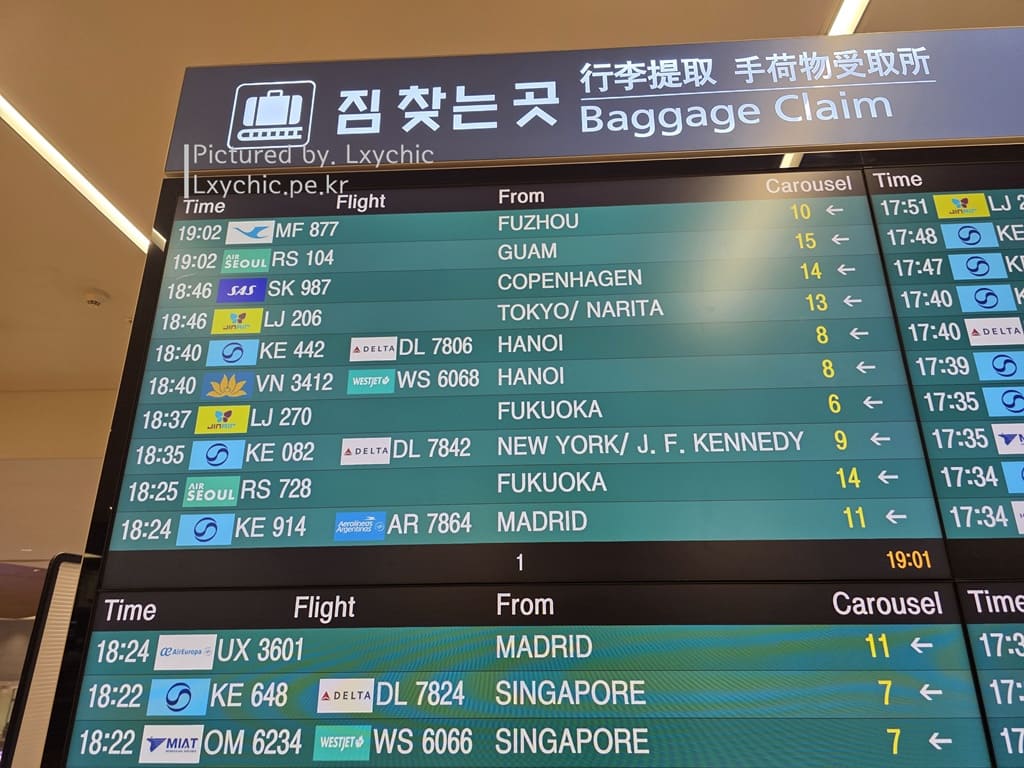 짐 찾는 곳 行李提取 手荷物受取所
Baggage Claim
Pictured by. Lxychic
Lxychic.pe.kr
Time Flight From Carousel
19:02 MF 877 FUZHOU 10 ←
19:02 AIR SEOUL RS 104 GUAM 15 ←
18:46 SAS SK 987 COPENHAGEN 14 ←
18:46 JINAIR LJ 206 TOKYO/ NARITA 13 ←
18:40 KE 442 DELTA DL 7806 HANOI 8 ←
18:40 VN 3412 WESTJET WS 6068 HANOI 8 ←
18:37 JINAIR LJ 270 FUKUOKA 6 ←
18:35 KE 082 DELTA DL 7842 NEW YORK/ J. F. KENNEDY 9 ←
18:25 AIR SEOUL RS 728 FUKUOKA 14 ←
18:24 KE 914 Aerolíneas Argentinas AR 7864 MADRID 11 ←
1 19:01
Time Flight From Carousel
18:24 AirEuropa UX 3601 MADRID 11 ←
18:22 KE 648 DELTA DL 7824 SINGAPORE 7 ←
18:22 MIAT OM 6234 WESTJET WS 6066 SINGAPORE 7 ←
Time
17:51 LJ
17:48 KE
17:47
17:40
17:40 DELTA
17:39
17:35
17:35
17:34
17:34
Time